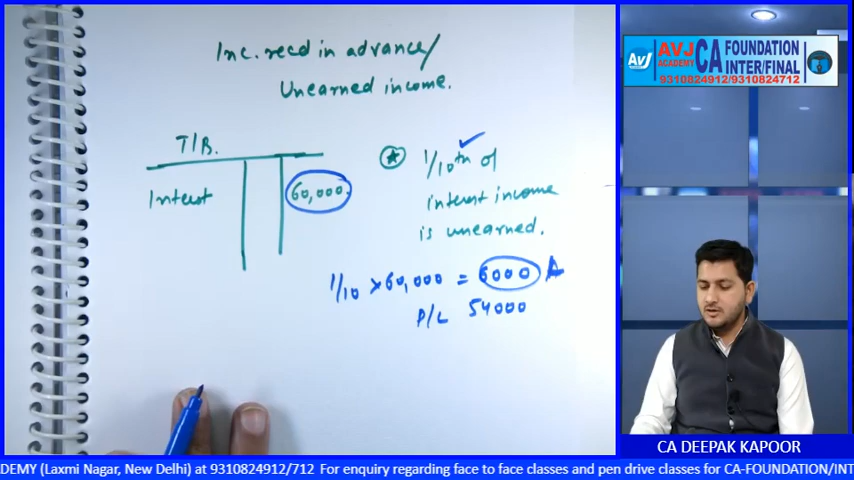 Inc. recd in advance/
Unearned income.
T/B.
Interest
60,000
1/10th of
interest income
is unearned.
1/10 × 60,000 = 6000
P/L 54000
AVJ
ACADEMY
CA
FOUNDATION
INTER/FINAL
9310824912/9310824712
AVJ
CA DEEPAK KAPOOR
DEMY (Laxmi Nagar, New Delhi) at 9310824912/712 For enquiry regarding face to face classes and pen drive classes for CA-FOUNDATION/INT